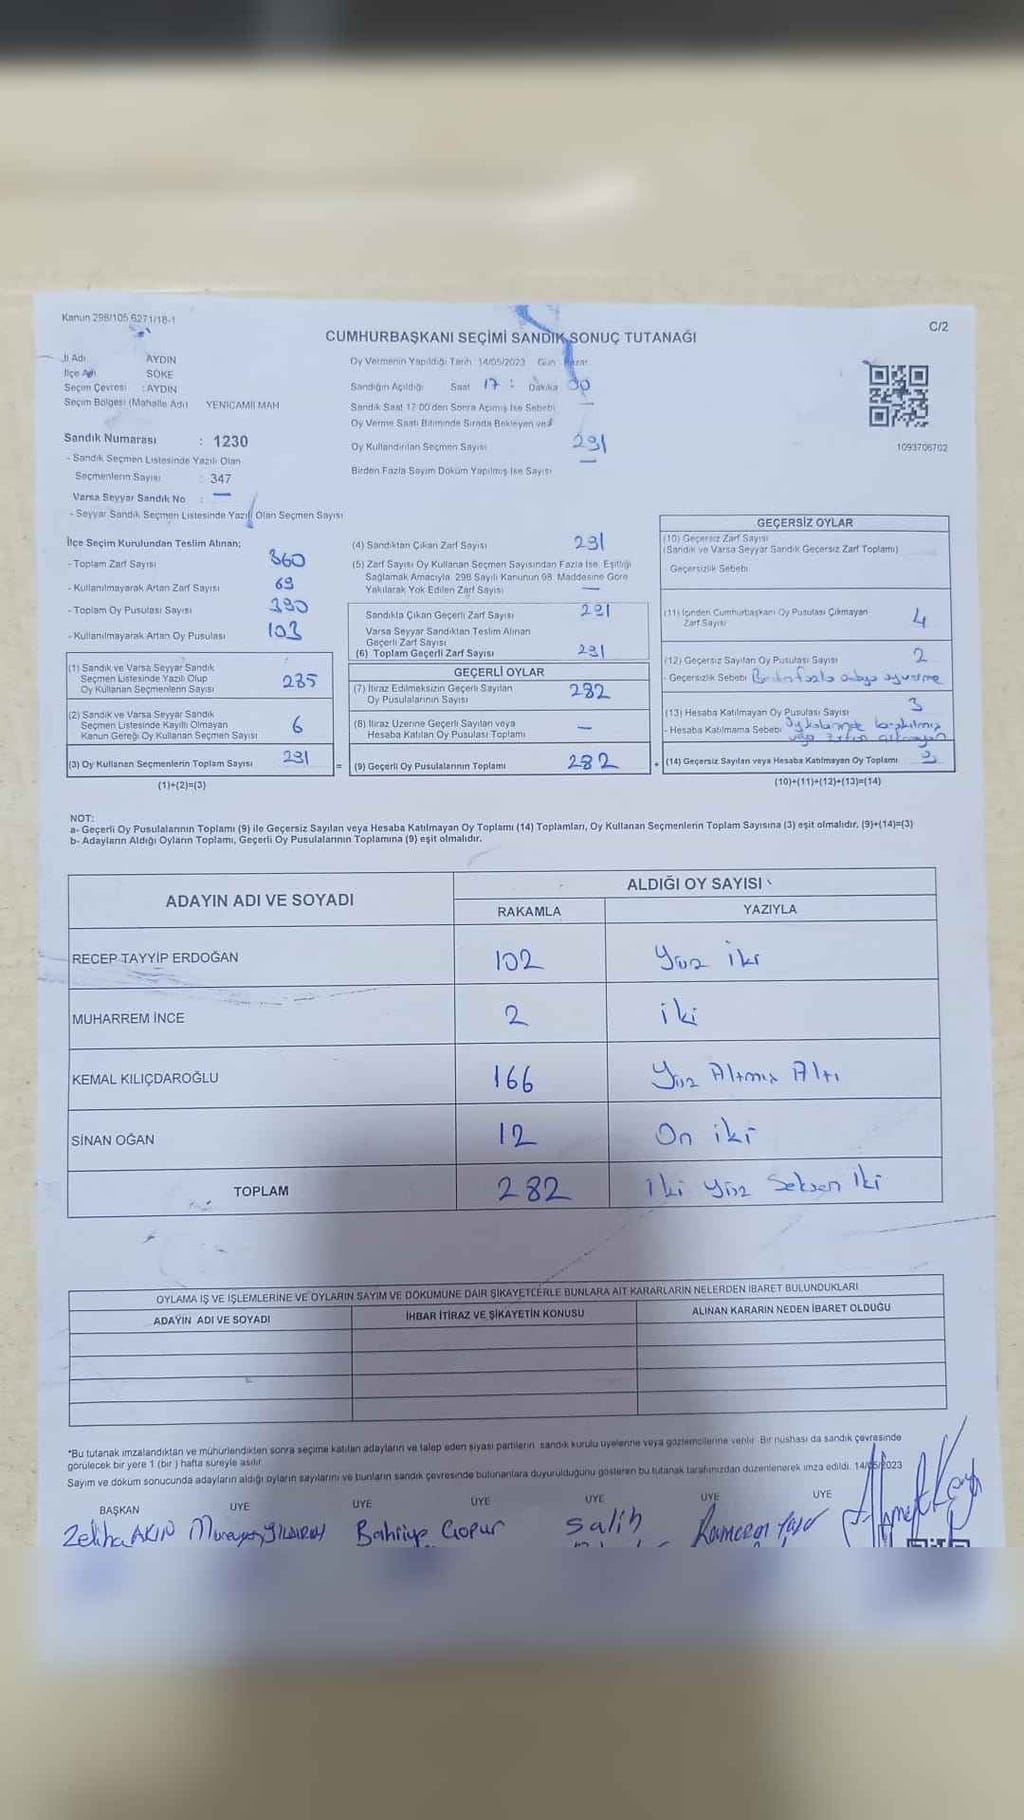 Kanun 298/105 6271/18-1
C/2
CUMHURBAŞKANI SEÇİMİ SANDIK SONUÇ TUTANAĞI
İl Adı AYDIN
İlçe Adı SÖKE
Seçim Çevresi : AYDIN
Seçim Bölgesi (Mahalle Adı) YENİCAMİİ MAH
Sandık Numarası : 1230
- Sandık Seçmen Listesinde Yazılı Olan
Seçmenlerin Sayısı : 347
Varsa Seyyar Sandık No : —
- Seyyar Sandık Seçmen Listesinde Yazılı Olan Seçmen Sayısı
Oy Vermenin Yapıldığı Tarih 14/05/2023 Gün Pazar
Sandığın Açıldığı Saat 17 : Dakika 00
Sandık Saat 17 00'den Sonra Açılmış İse Sebebi —
Oy Verme Saati Bitiminde Sırada Bekleyen ve
Oy Kullandırılan Seçmen Sayısı 291
Birden Fazla Sayım Döküm Yapılmış İse Sayısı —
1093706702
İlçe Seçim Kurulundan Teslim Alınan;
- Toplam Zarf Sayısı 360
- Kullanılmayarak Artan Zarf Sayısı 69
- Toplam Oy Pusulası Sayısı 390
- Kullanılmayarak Artan Oy Pusulası 103
(1) Sandık ve Varsa Seyyar Sandık
Seçmen Listesinde Yazılı Olup
Oy Kullanan Seçmenlerin Sayısı 285
(2) Sandık ve Varsa Seyyar Sandık
Seçmen Listesinde Kayıtlı Olmayan
Kanun Gereği Oy Kullanan Seçmen Sayısı 6
(3) Oy Kullanan Seçmenlerin Toplam Sayısı 291
(1)+(2)=(3)
(4) Sandıktan Çıkan Zarf Sayısı 291
(5) Zarf Sayısı Oy Kullanan Seçmen Sayısından Fazla İse, Eşitliği
Sağlamak Amacıyla, 298 Sayılı Kanunun 98. Maddesine Göre
Yakılarak Yok Edilen Zarf Sayısı —
Sandıkta Çıkan Geçerli Zarf Sayısı 291
Varsa Seyyar Sandıktan Teslim Alınan
Geçerli Zarf Sayısı
(6) Toplam Geçerli Zarf Sayısı 291
GEÇERLİ OYLAR
(7) İtiraz Edilmeksizin Geçerli Sayılan
Oy Pusulalarının Sayısı 282
(8) İtiraz Üzerine Geçerli Sayılan veya
Hesaba Katılan Oy Pusulası Toplamı —
= (9) Geçerli Oy Pusulalarının Toplamı 282
GEÇERSİZ OYLAR
(10) Geçersiz Zarf Sayısı
(Sandık ve Varsa Seyyar Sandık Geçersiz Zarf Toplamı)
- Geçersizlik Sebebi
(11) İçinden Cumhurbaşkanı Oy Pusulası Çıkmayan
Zarf Sayısı 4
(12) Geçersiz Sayılan Oy Pusulası Sayısı 2
- Geçersizlik Sebebi Birden fazla adaya oy verme
(13) Hesaba Katılmayan Oy Pusulası Sayısı 3
- Hesaba Katılmama Sebebi
+ (14) Geçersiz Sayılan veya Hesaba Katılmayan Oy Toplamı 9
(10)+(11)+(12)+(13)=(14)
NOT:
a- Geçerli Oy Pusulalarının Toplamı (9) ile Geçersiz Sayılan veya Hesaba Katılmayan Oy Toplamı (14) Toplamları, Oy Kullanan Seçmenlerin Toplam Sayısına (3) eşit olmalıdır. (9)+(14)=(3)
b- Adayların Aldığı Oyların Toplamı, Geçerli Oy Pusulalarının Toplamına (9) eşit olmalıdır.
ADAYIN ADI VE SOYADI
ALDIĞI OY SAYISI
RAKAMLA YAZIYLA
RECEP TAYYİP ERDOĞAN 102 Yüz iki
MUHARREM İNCE 2 iki
KEMAL KILIÇDAROĞLU 166 Yüz Altmış Altı
SİNAN OĞAN 12 On iki
TOPLAM 282 iki yüz Seksen İki
OYLAMA İŞ VE İŞLEMLERİNE VE OYLARIN SAYIM VE DÖKÜMÜNE DAİR ŞİKAYETÇERLE BUNLARA AİT KARARLARIN NELERDEN İBARET BULUNDUKLARI
ADAYIN ADI VE SOYADI İHBAR İTİRAZ VE ŞİKAYETİN KONUSU ALINAN KARARIN NEDEN İBARET OLDUĞU
*Bu tutanak imzalandıktan ve mühürlendikten sonra seçime katılan adayların ve talep eden siyasi partilerin sandık kurulu üyelerine veya gözlemcilerine verilir. Bir nüshası da sandık çevresinde
görülecek bir yere 1 (bir ) hafta süreyle asılır.
Sayım ve döküm sonucunda adayların aldığı oyların sayılarını ve bunların sandık çevresinde bulunanlara duyurulduğunu gösteren bu tutanak tarafımızdan düzenlenerek imza edildi. 14/05/2023
BAŞKAN ÜYE ÜYE ÜYE ÜYE ÜYE ÜYE
Zeliha AKIN YILDIRIM Bahriye Salih Ramazan Ahmet